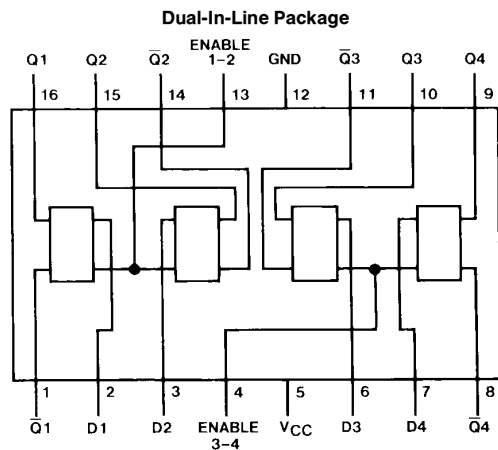 Dual-In-Line Package
Q1 Q2 Q̅2 ENABLE 1–2 GND Q̅3 Q3 Q4
16 15 14 13 12 11 10 9
1 2 3 4 5 6 7 8
Q̅1 D1 D2 ENABLE 3–4 VCC D3 D4 Q̅4